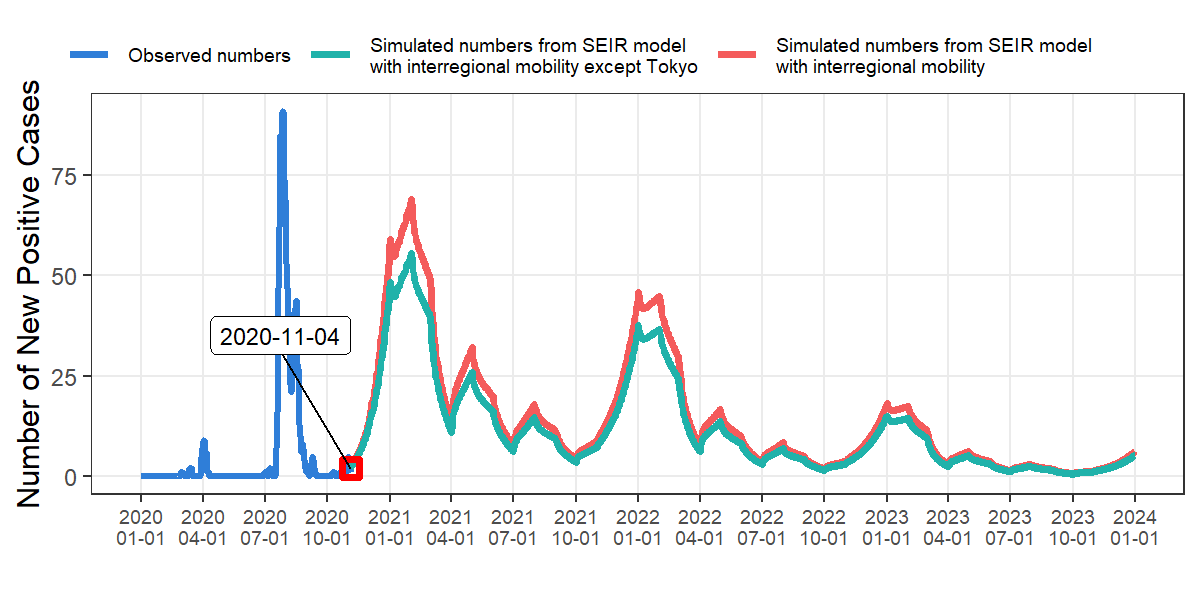 Observed numbers
Simulated numbers from SEIR model
with interregional mobility except Tokyo
Simulated numbers from SEIR model
with interregional mobility
Number of New Positive Cases
75
50
25
0
2020-11-04
2020 2020 2020 2020 2021 2021 2021 2021 2022 2022 2022 2022 2023 2023 2023 2023 2024
01-01 04-01 07-01 10-01 01-01 04-01 07-01 10-01 01-01 04-01 07-01 10-01 01-01 04-01 07-01 10-01 01-01